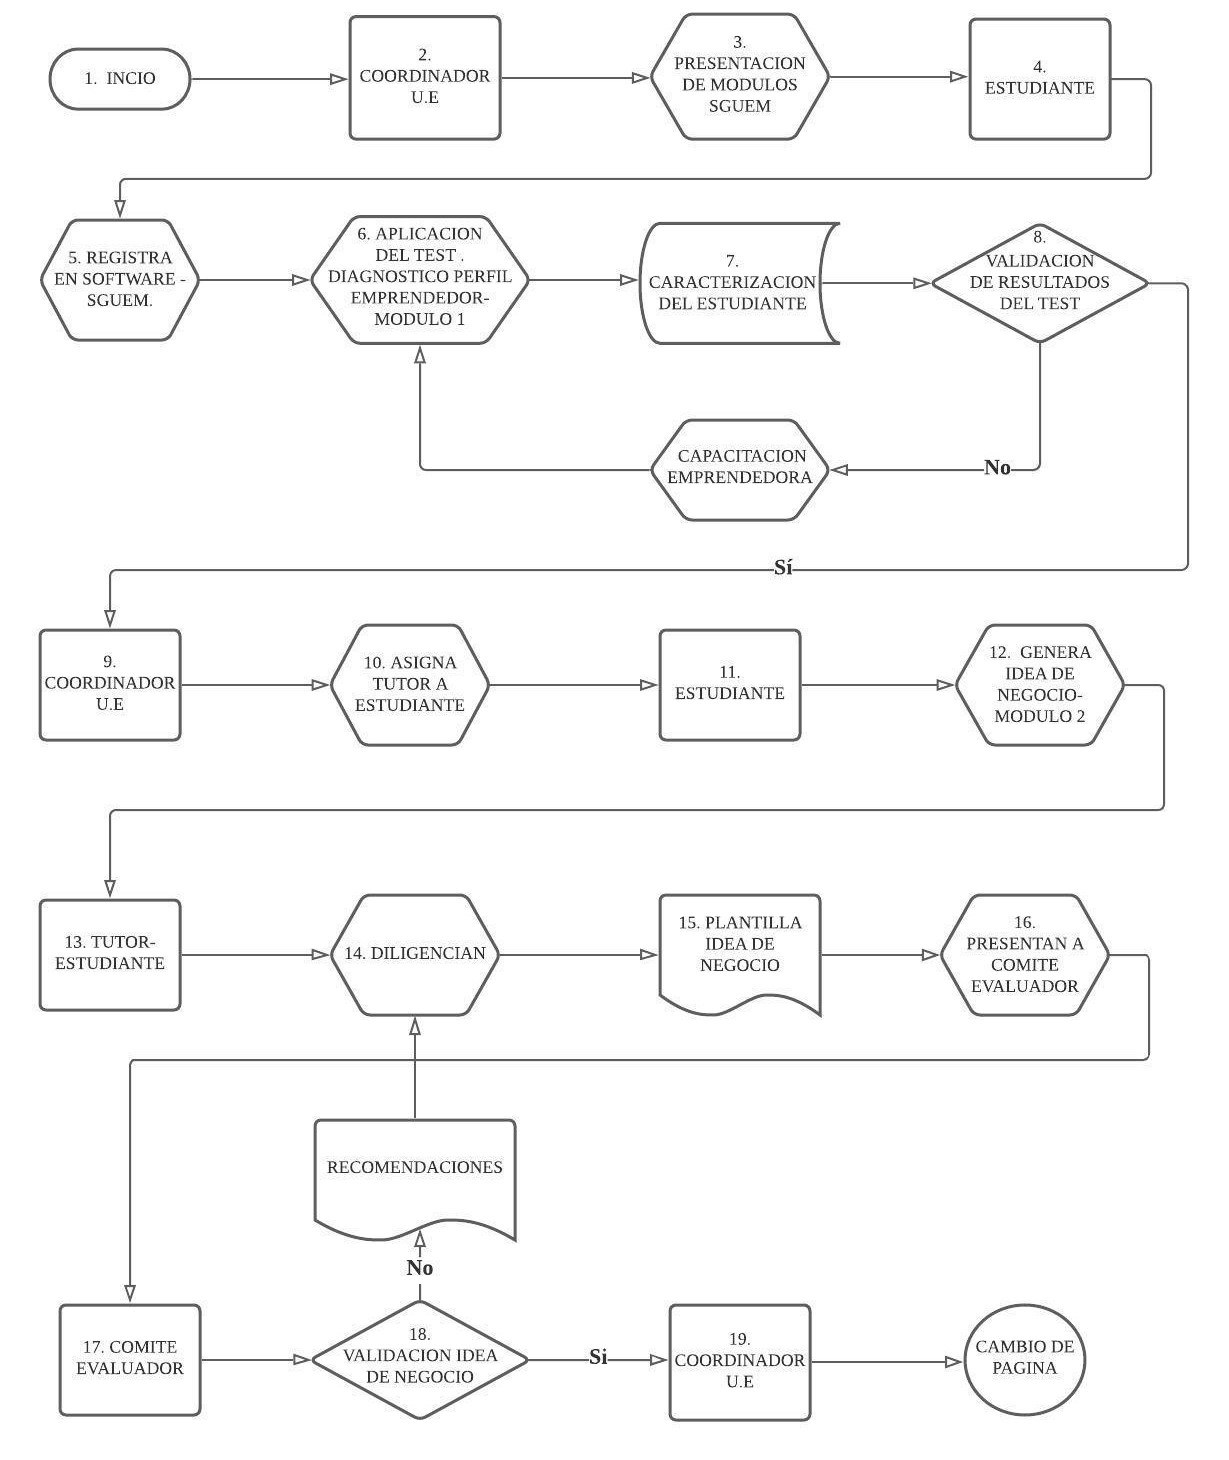 1.  INCIO
2.
COORDINADOR
U.E
3.
PRESENTACION
DE MODULOS
SGUEM
4.
ESTUDIANTE
5. REGISTRA
EN SOFTWARE -
SGUEM.
6. APLICACION
DEL TEST .
DIAGNOSTICO PERFIL
EMPRENDEDOR-
MODULO 1
7.
CARACTERIZACION
DEL ESTUDIANTE
8.
VALIDACION
DE RESULTADOS
DEL TEST
CAPACITACION
EMPRENDEDORA
No
Sí
9.
COORDINADOR
U.E
10. ASIGNA
TUTOR A
ESTUDIANTE
11.
ESTUDIANTE
12.  GENERA
IDEA DE
NEGOCIO-
MODULO 2
13. TUTOR-
ESTUDIANTE
14. DILIGENCIAN
15. PLANTILLA
IDEA DE
NEGOCIO
16.
PRESENTAN A
COMITE
EVALUADOR
RECOMENDACIONES
No
17. COMITE
EVALUADOR
18.
VALIDACION IDEA
DE NEGOCIO
Si
19.
COORDINADOR
U.E
CAMBIO DE
PAGINA